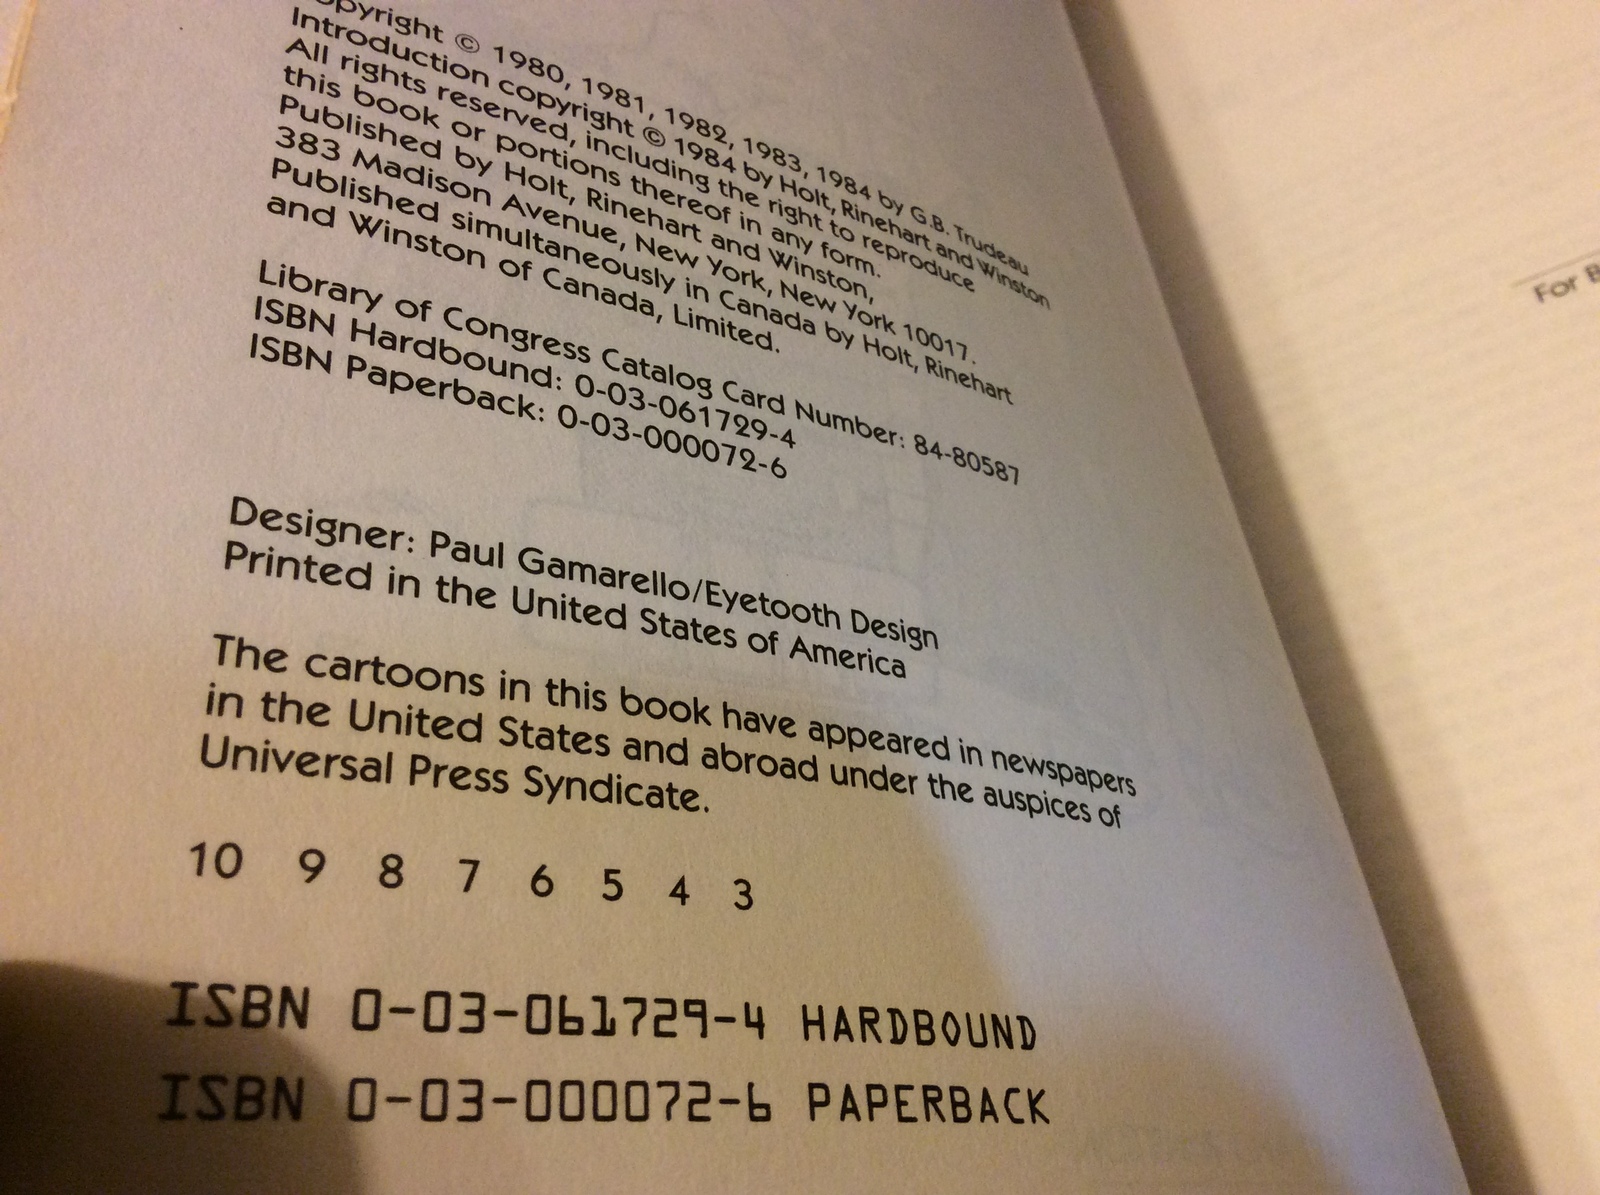 opyright © 1980, 1981, 1982, 1983, 1984 by G.B. Trudeau
Introduction copyright © 1984 by Holt, Rinehart and Winston
All rights reserved, including the right to reproduce
this book or portions thereof in any form.
Published by Holt, Rinehart and Winston,
383 Madison Avenue, New York, New York 10017.
Published simultaneously in Canada by Holt, Rinehart
and Winston of Canada, Limited.
Library of Congress Catalog Card Number: 84-80587
ISBN Hardbound: 0-03-061729-4
ISBN Paperback: 0-03-000072-6
Designer: Paul Gamarello/Eyetooth Design
Printed in the United States of America
The cartoons in this book have appeared in newspapers
in the United States and abroad under the auspices of
Universal Press Syndicate.
10 9 8 7 6 5 4 3
ISBN 0-03-061729-4 HARDBOUND
ISBN 0-03-000072-6 PAPERBACK
For